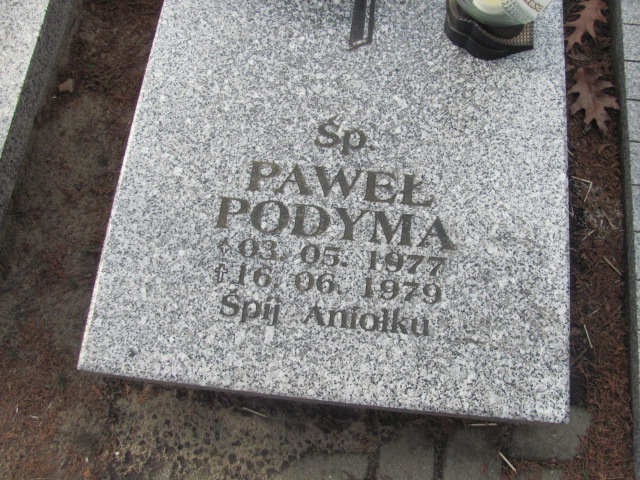 Śp.
PAWEŁ
PODYMA
03. 05. 1977
† 16. 06. 1979
Śpij Aniołku